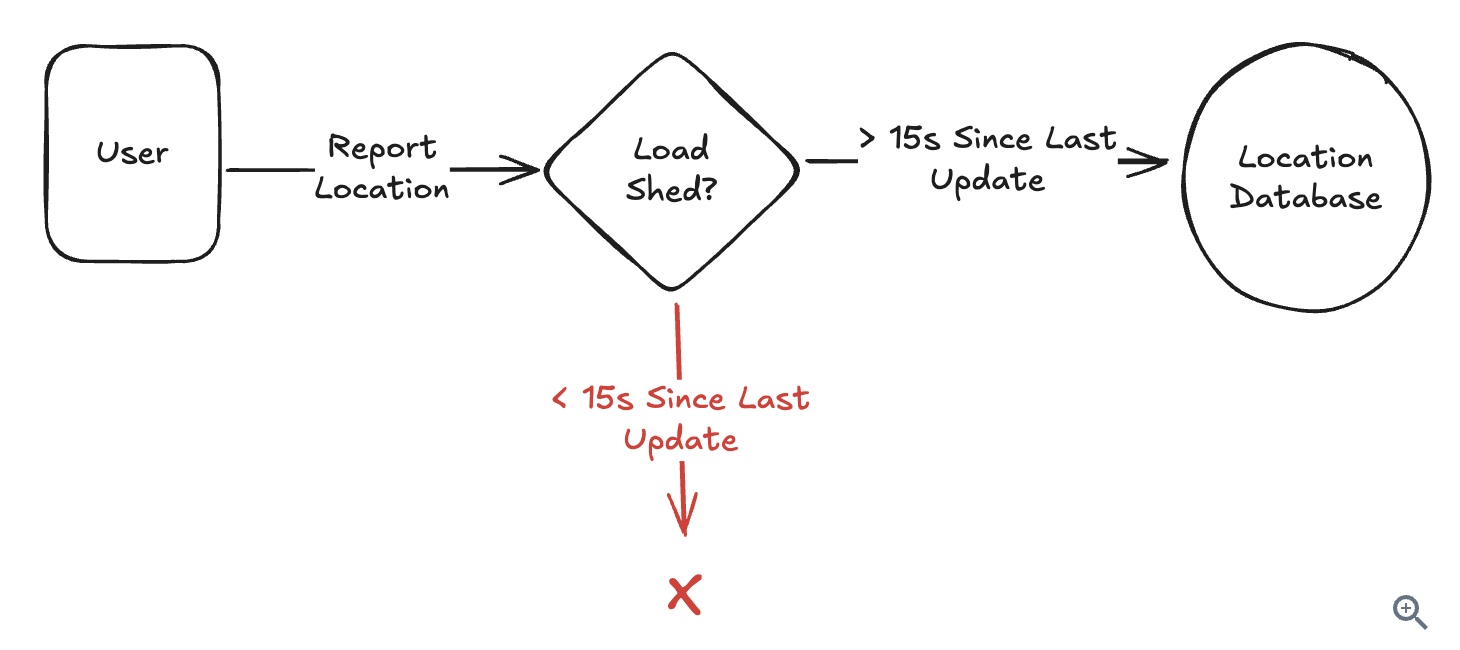 User
Report
Location
Load
Shed?
> 15s Since Last
Update
Location
Database
< 15s Since Last
Update